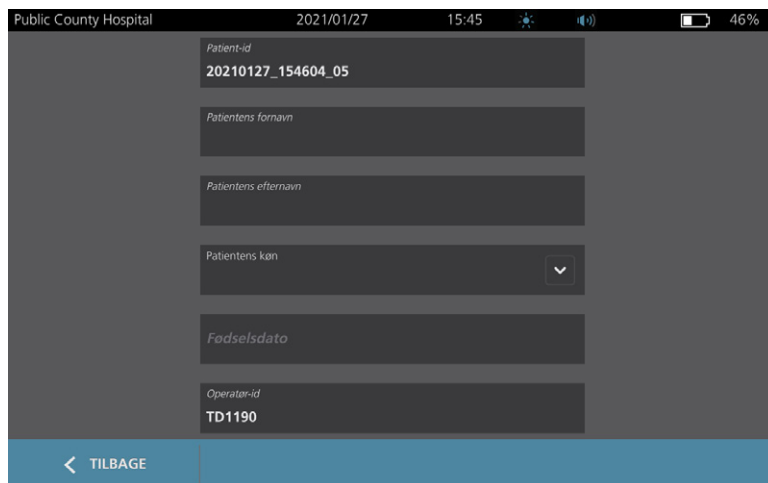 Public County Hospital 2021/01/27 15:45 46%
Patient-id
20210127_154604_05
Patientens fornavn
Patientens efternavn
Patientens køn
Fødselsdato
Operatør-id
TD1190
TILBAGE